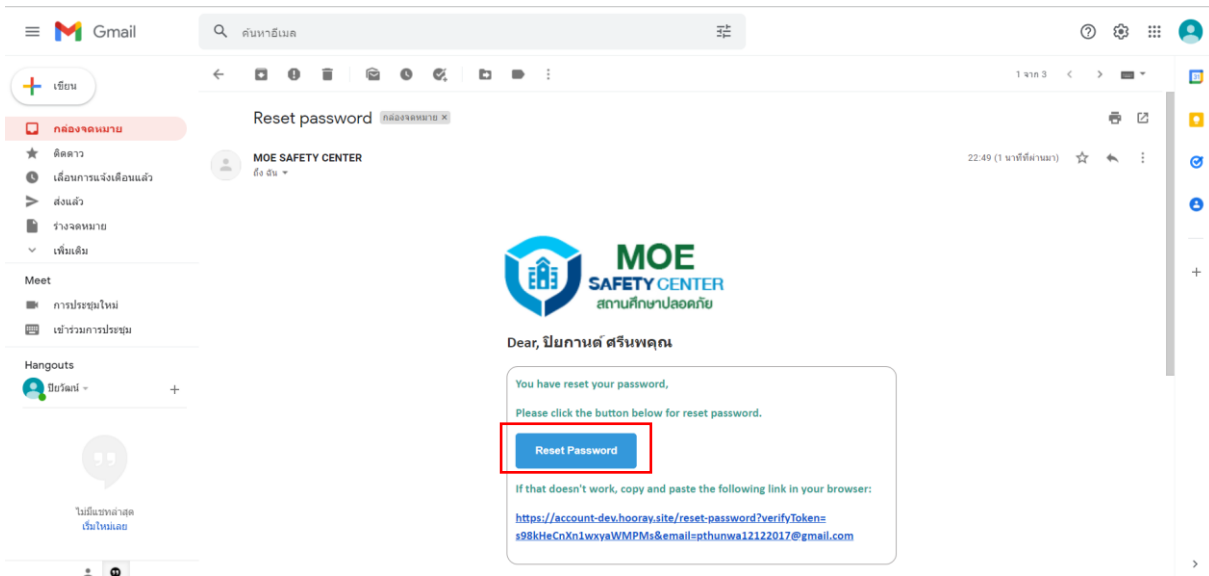 Gmail
ค้นหาอีเมล
เขียน
1 จาก 3
กล่องจดหมาย
ติดดาว
เลื่อนการแจ้งเตือนแล้ว
ส่งแล้ว
ร่างจดหมาย
เพิ่มเติม
Meet
การประชุมใหม่
เข้าร่วมการประชุม
Hangouts
ปิยวัฒน์
ไม่มีแชทล่าสุด
เริ่มใหม่เลย
Reset password กล่องจดหมาย ×
MOE SAFETY CENTER
22:49 (1 นาทีที่ผ่านมา)
ถึง ฉัน
MOE
SAFETY CENTER
สถานศึกษาปลอดภัย
Dear, ปิยกานต์ ศรีนพคุณ
You have reset your password,
Please click the button below for reset password.
Reset Password
If that doesn't work, copy and paste the following link in your browser:
https://account-dev.hooray.site/reset-password?verifyToken=
s98kHeCnXn1wxyaWMPMs&email=pthunwa12122017@gmail.com